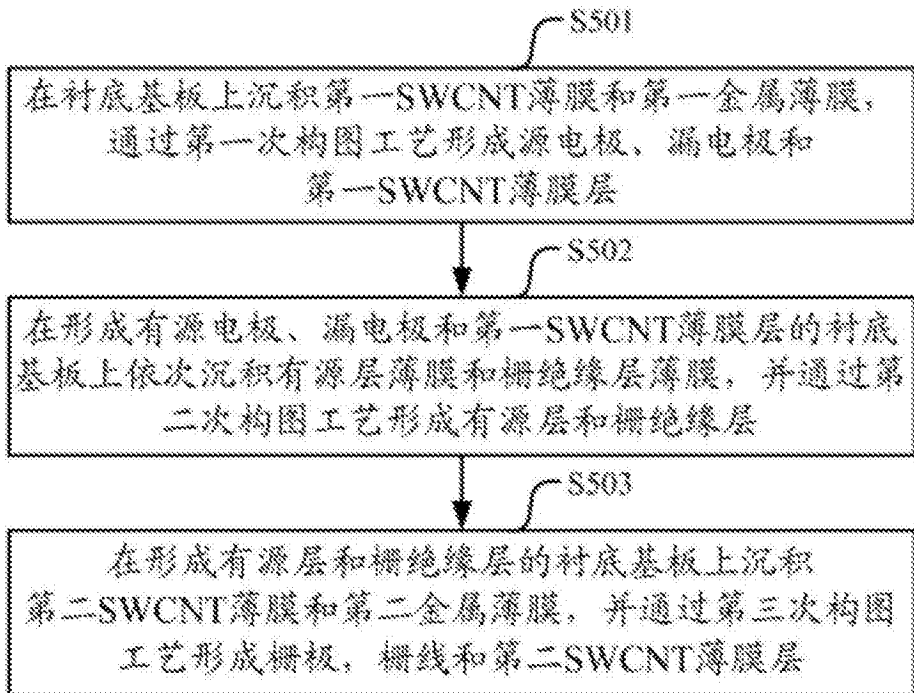 S501
在衬底基板上沉积第一SWCNT薄膜和第一金属薄膜，
通过第一次构图工艺形成源电极、漏电极和
第一SWCNT薄膜层
S502
在形成有源电极、漏电极和第一SWCNT薄膜层的衬底
基板上依次沉积有源层薄膜和栅绝缘层薄膜，并通过第
二次构图工艺形成有源层和栅绝缘层
S503
在形成有源层和栅绝缘层的衬底基板上沉积
第二SWCNT薄膜和第二金属薄膜，并通过第三次构图
工艺形成栅极，栅线和第二SWCNT薄膜层